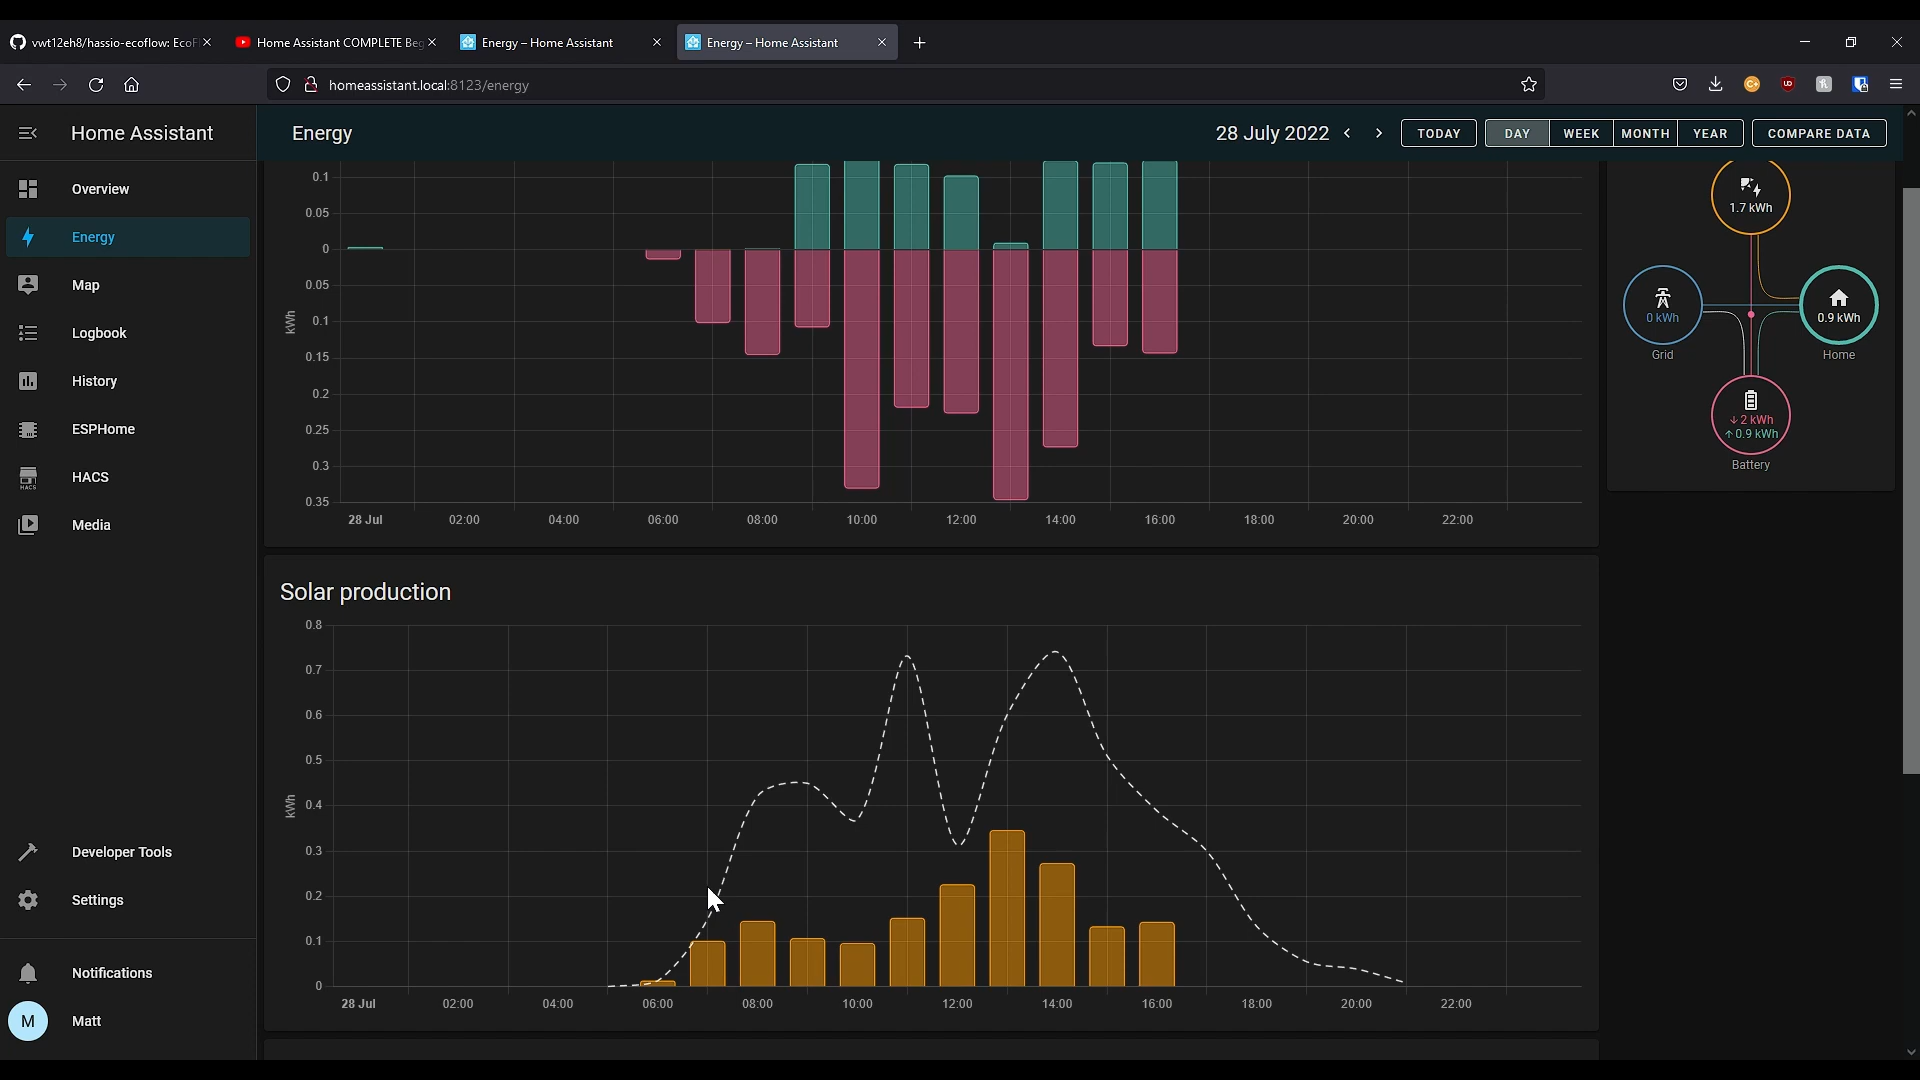 vwt12eh8/hassio-ecoflow: EcoFl
Home Assistant COMPLETE Beg
Energy – Home Assistant
Energy – Home Assistant
homeassistant.local:8123/energy
Home Assistant
Energy
28 July 2022
TODAY
DAY
WEEK
MONTH
YEAR
COMPARE DATA
Overview
Energy
Map
Logbook
History
ESPHome
HACS
HACS
Media
Developer Tools
Settings
Notifications
M
Matt
0.1
0.05
0
0.05
0.1
0.15
0.2
0.25
0.3
0.35
kWh
28 Jul
02:00
04:00
06:00
08:00
10:00
12:00
14:00
16:00
18:00
20:00
22:00
Solar production
0.8
0.7
0.6
0.5
0.4
0.3
0.2
0.1
0
kWh
28 Jul
02:00
04:00
06:00
08:00
10:00
12:00
14:00
16:00
18:00
20:00
22:00
1.7 kWh
0 kWh
Grid
0.9 kWh
Home
↓2 kWh
↑0.9 kWh
Battery